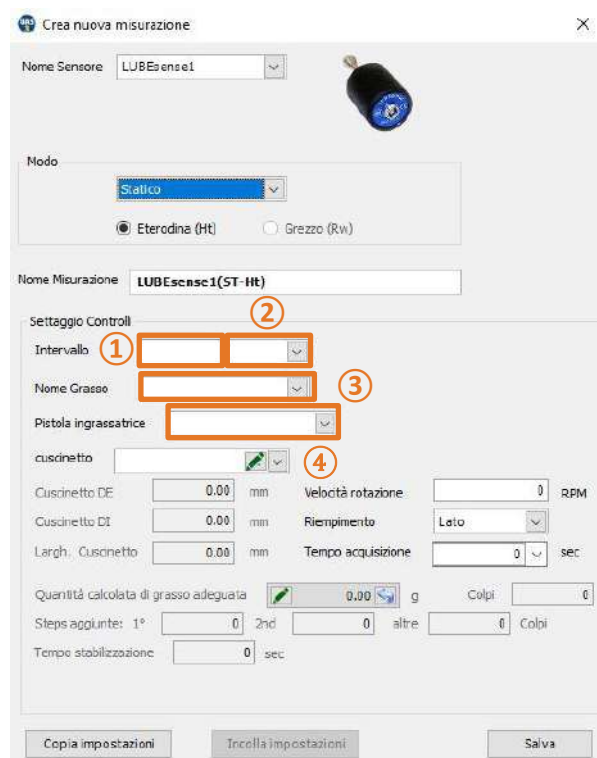 UAS Crea nuova misurazione
Nome Sensore LUBEsense1
Modo
Statico
Eterodina (Ht) Grezzo (Rw)
Nome Misurazione LUBEsense1(ST-Ht)
Settaggio Controlli
②
Intervallo ①
Nome Grasso ③
Pistola ingrassatrice
cuscinetto ④
Cuscinetto DE 0.00 mm Velocità rotazione 0 RPM
Cuscinetto DI 0.00 mm Riempimento Lato
Largh. Cuscinetto 0.00 mm Tempo acquisizione 0 sec
Quantità calcolata di grasso adeguata 0.00 g Colpi 0
Steps aggiunte: 1° 0 2nd 0 altre 0 Colpi
Tempo stabilizzazione 0 sec
Copia impostazioni Incolla impostazioni Salva